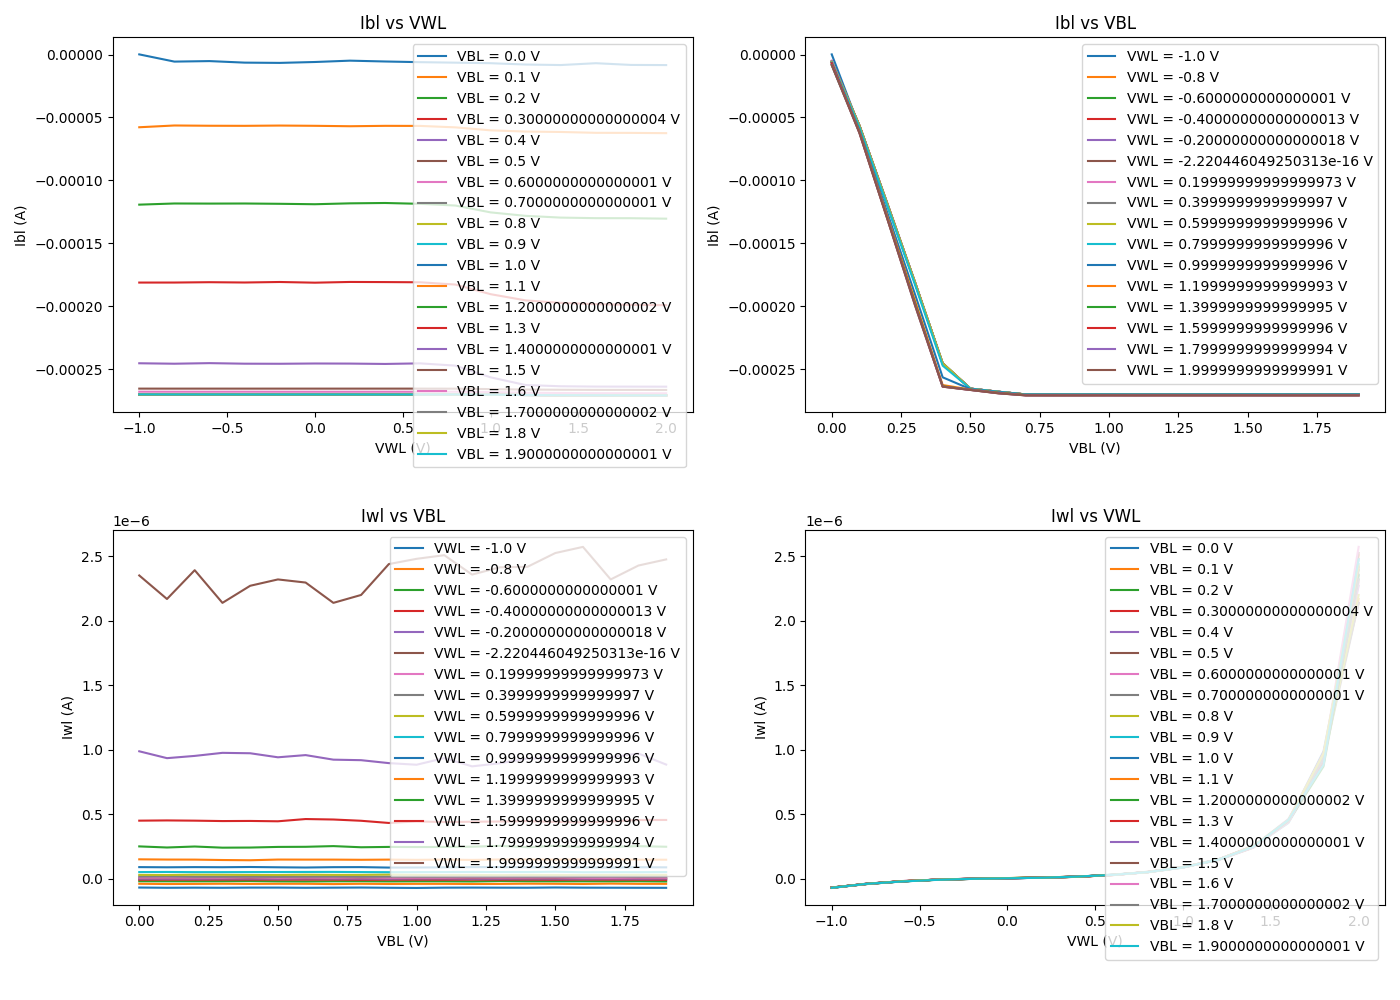 Ibl vs VWL
Ibl (A)
0.00000
−0.00005
−0.00010
−0.00015
−0.00020
−0.00025
−1.0
−0.5
0.0
0.5
1.0
1.5
2.0
VWL (V)
VBL = 0.0 V
VBL = 0.1 V
VBL = 0.2 V
VBL = 0.30000000000000004 V
VBL = 0.4 V
VBL = 0.5 V
VBL = 0.6000000000000001 V
VBL = 0.7000000000000001 V
VBL = 0.8 V
VBL = 0.9 V
VBL = 1.0 V
VBL = 1.1 V
VBL = 1.2000000000000002 V
VBL = 1.3 V
VBL = 1.4000000000000001 V
VBL = 1.5 V
VBL = 1.6 V
VBL = 1.7000000000000002 V
VBL = 1.8 V
VBL = 1.9000000000000001 V
Ibl vs VBL
Ibl (A)
0.00000
−0.00005
−0.00010
−0.00015
−0.00020
−0.00025
0.00
0.25
0.50
0.75
1.00
1.25
1.50
1.75
VBL (V)
VWL = -1.0 V
VWL = -0.8 V
VWL = -0.6000000000000001 V
VWL = -0.40000000000000013 V
VWL = -0.20000000000000018 V
VWL = -2.220446049250313e-16 V
VWL = 0.19999999999999973 V
VWL = 0.3999999999999997 V
VWL = 0.5999999999999996 V
VWL = 0.7999999999999996 V
VWL = 0.9999999999999996 V
VWL = 1.1999999999999993 V
VWL = 1.3999999999999995 V
VWL = 1.5999999999999996 V
VWL = 1.7999999999999994 V
VWL = 1.9999999999999991 V
Iwl vs VBL
1e−6
Iwl (A)
2.5
2.0
1.5
1.0
0.5
0.0
0.00
0.25
0.50
0.75
1.00
1.25
1.50
1.75
VBL (V)
VWL = -1.0 V
VWL = -0.8 V
VWL = -0.6000000000000001 V
VWL = -0.40000000000000013 V
VWL = -0.20000000000000018 V
VWL = -2.220446049250313e-16 V
VWL = 0.19999999999999973 V
VWL = 0.3999999999999997 V
VWL = 0.5999999999999996 V
VWL = 0.7999999999999996 V
VWL = 0.9999999999999996 V
VWL = 1.1999999999999993 V
VWL = 1.3999999999999995 V
VWL = 1.5999999999999996 V
VWL = 1.7999999999999994 V
VWL = 1.9999999999999991 V
Iwl vs VWL
1e−6
Iwl (A)
2.5
2.0
1.5
1.0
0.5
0.0
−1.0
−0.5
0.0
0.5
1.0
1.5
2.0
VWL (V)
VBL = 0.0 V
VBL = 0.1 V
VBL = 0.2 V
VBL = 0.30000000000000004 V
VBL = 0.4 V
VBL = 0.5 V
VBL = 0.6000000000000001 V
VBL = 0.7000000000000001 V
VBL = 0.8 V
VBL = 0.9 V
VBL = 1.0 V
VBL = 1.1 V
VBL = 1.2000000000000002 V
VBL = 1.3 V
VBL = 1.4000000000000001 V
VBL = 1.5 V
VBL = 1.6 V
VBL = 1.7000000000000002 V
VBL = 1.8 V
VBL = 1.9000000000000001 V